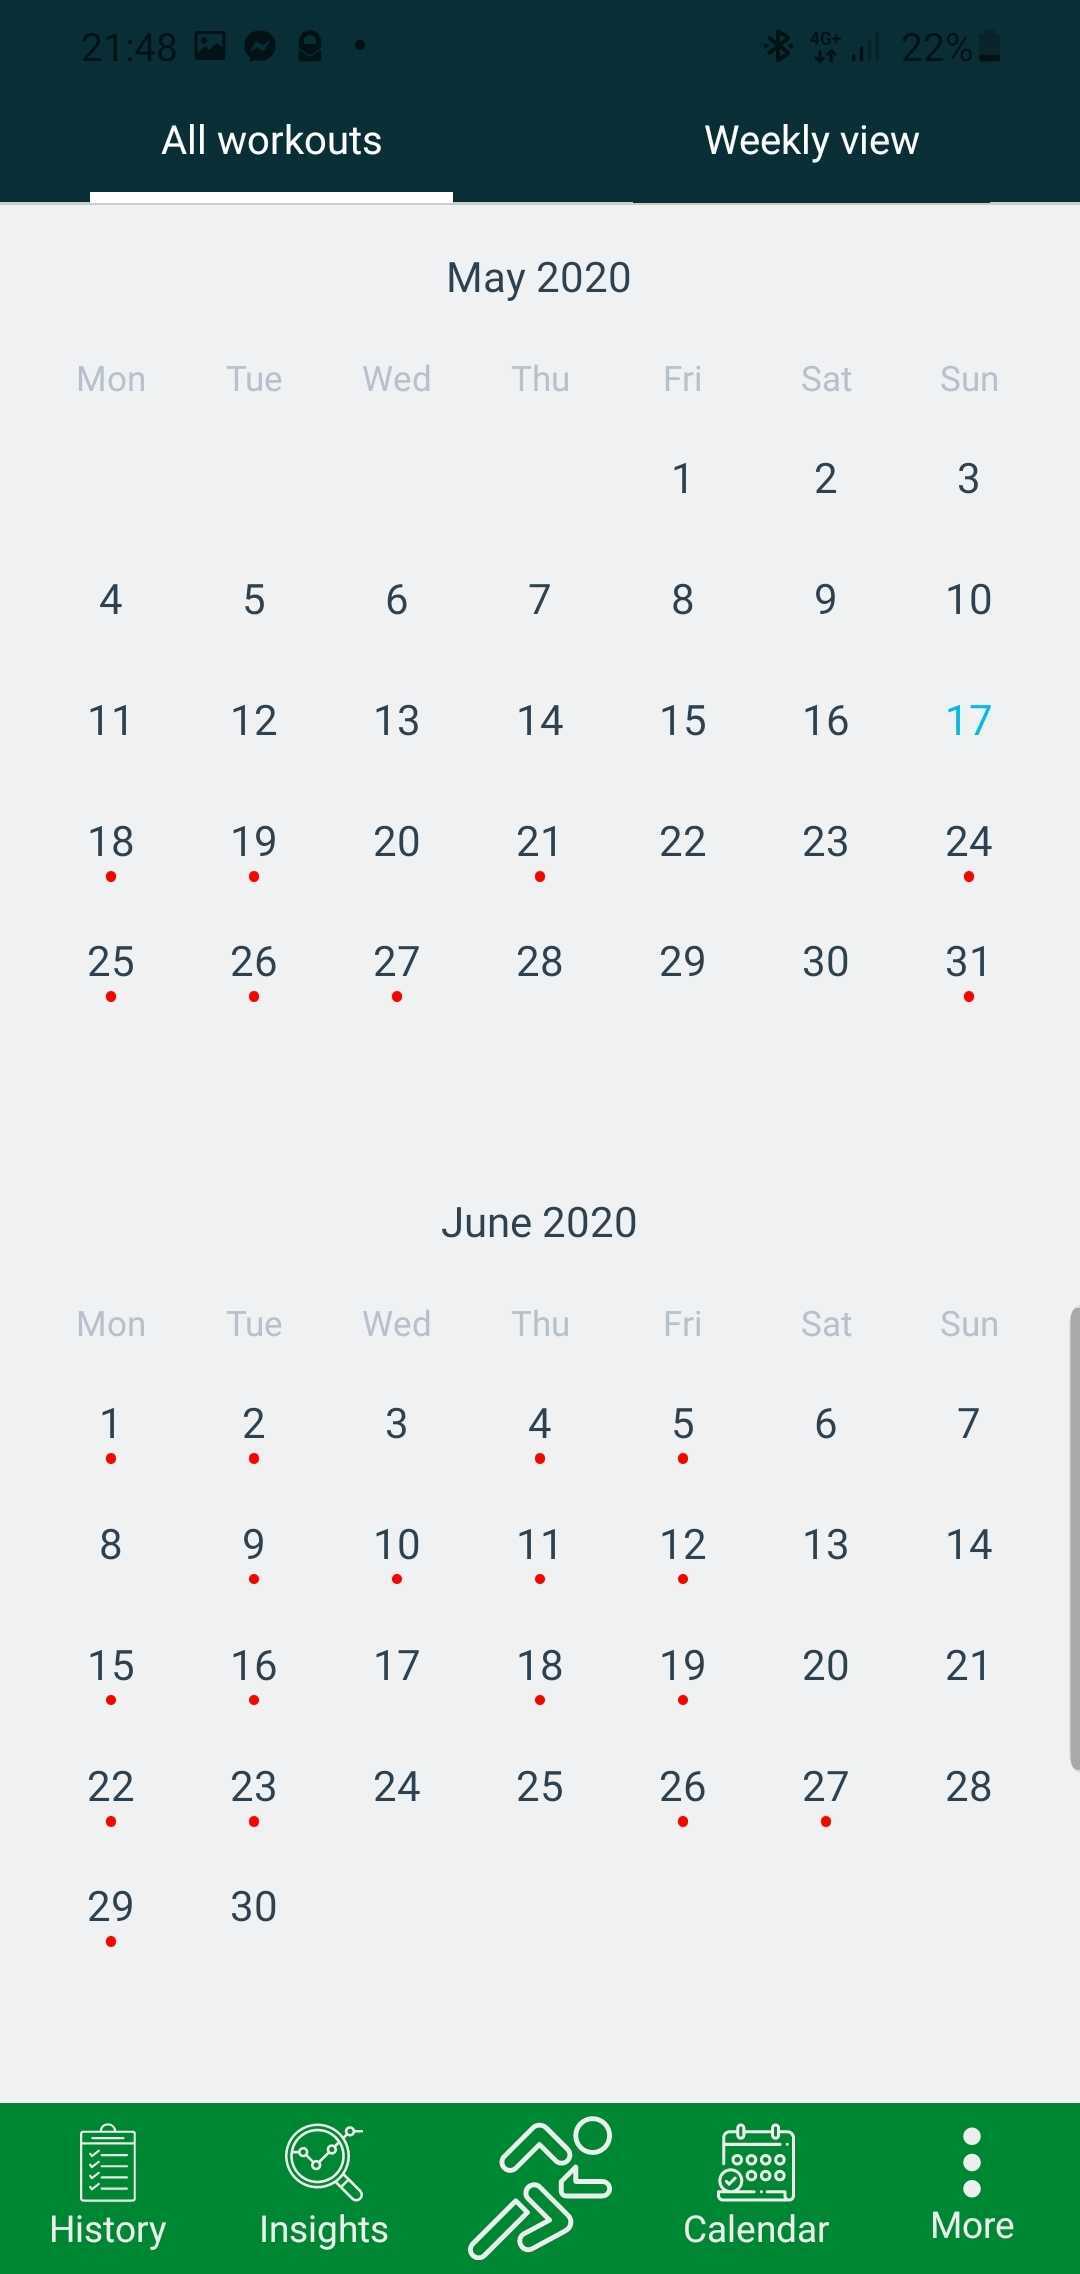 21:48 4G+ 22%
All workouts Weekly view
May 2020
Mon Tue Wed Thu Fri Sat Sun
1 2 3
4 5 6 7 8 9 10
11 12 13 14 15 16 17
18 19 20 21 22 23 24
25 26 27 28 29 30 31
June 2020
Mon Tue Wed Thu Fri Sat Sun
1 2 3 4 5 6 7
8 9 10 11 12 13 14
15 16 17 18 19 20 21
22 23 24 25 26 27 28
29 30
History Insights Calendar More